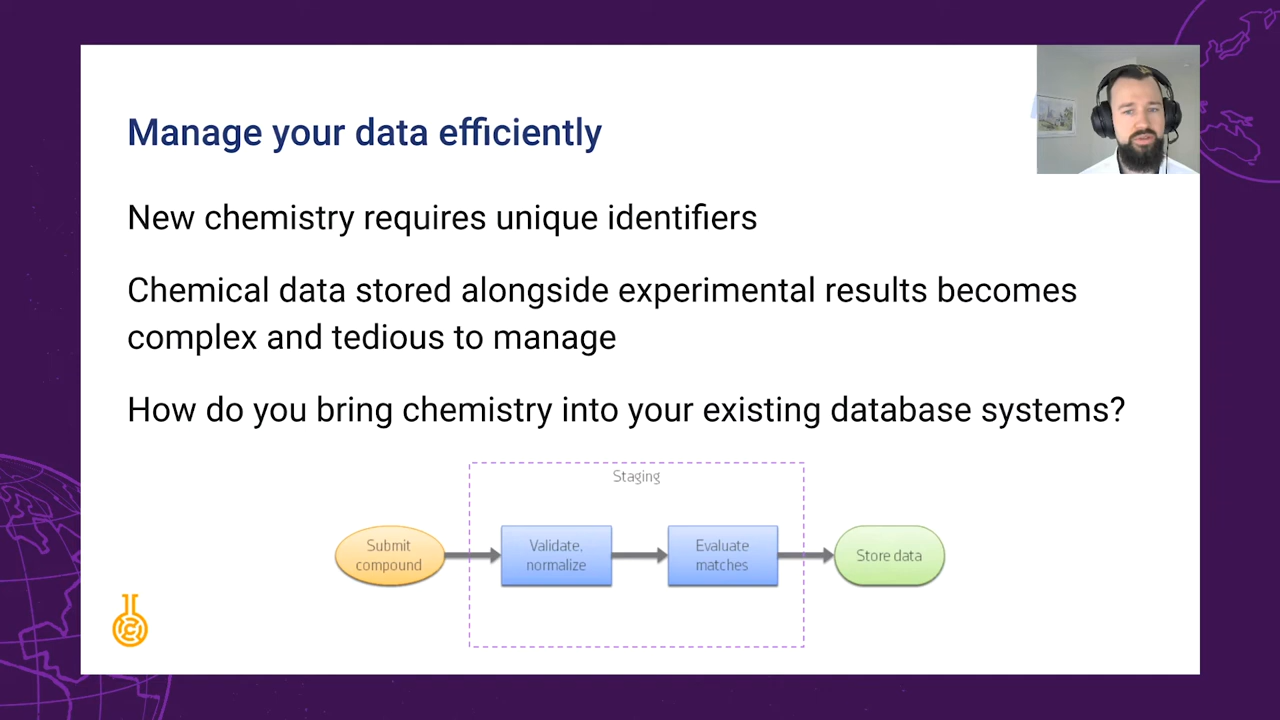 Manage your data efficiently
New chemistry requires unique identifiers
Chemical data stored alongside experimental results becomes
complex and tedious to manage
How do you bring chemistry into your existing database systems?
Staging
Submit
compound
Validate,
normalize
Evaluate
matches
Store data